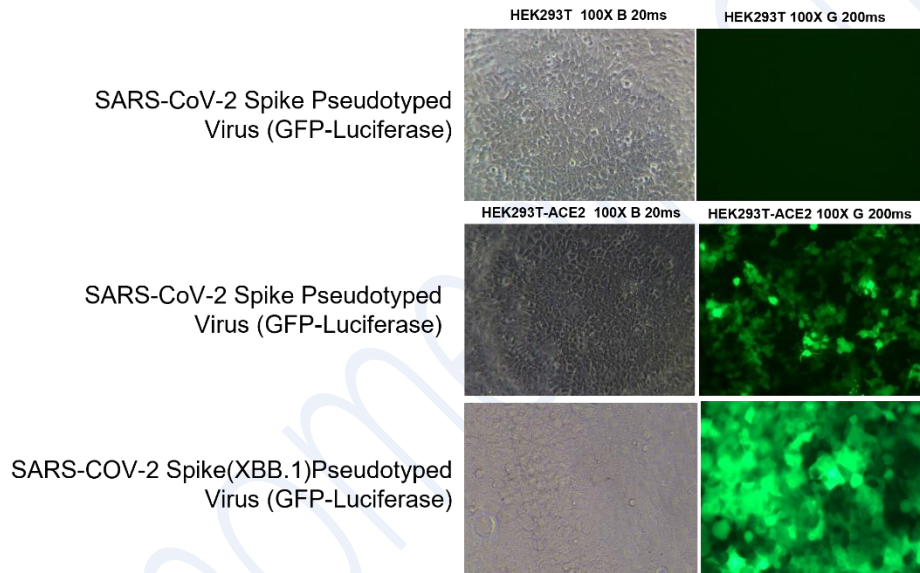 HEK293T 100X B 20ms
HEK293T 100X G 200ms
SARS-CoV-2 Spike Pseudotyped
Virus (GFP-Luciferase)
HEK293T-ACE2 100X B 20ms
HEK293T-ACE2 100X G 200ms
SARS-CoV-2 Spike Pseudotyped
Virus (GFP-Luciferase)
SARS-COV-2 Spike(XBB.1)Pseudotyped
Virus (GFP-Luciferase)